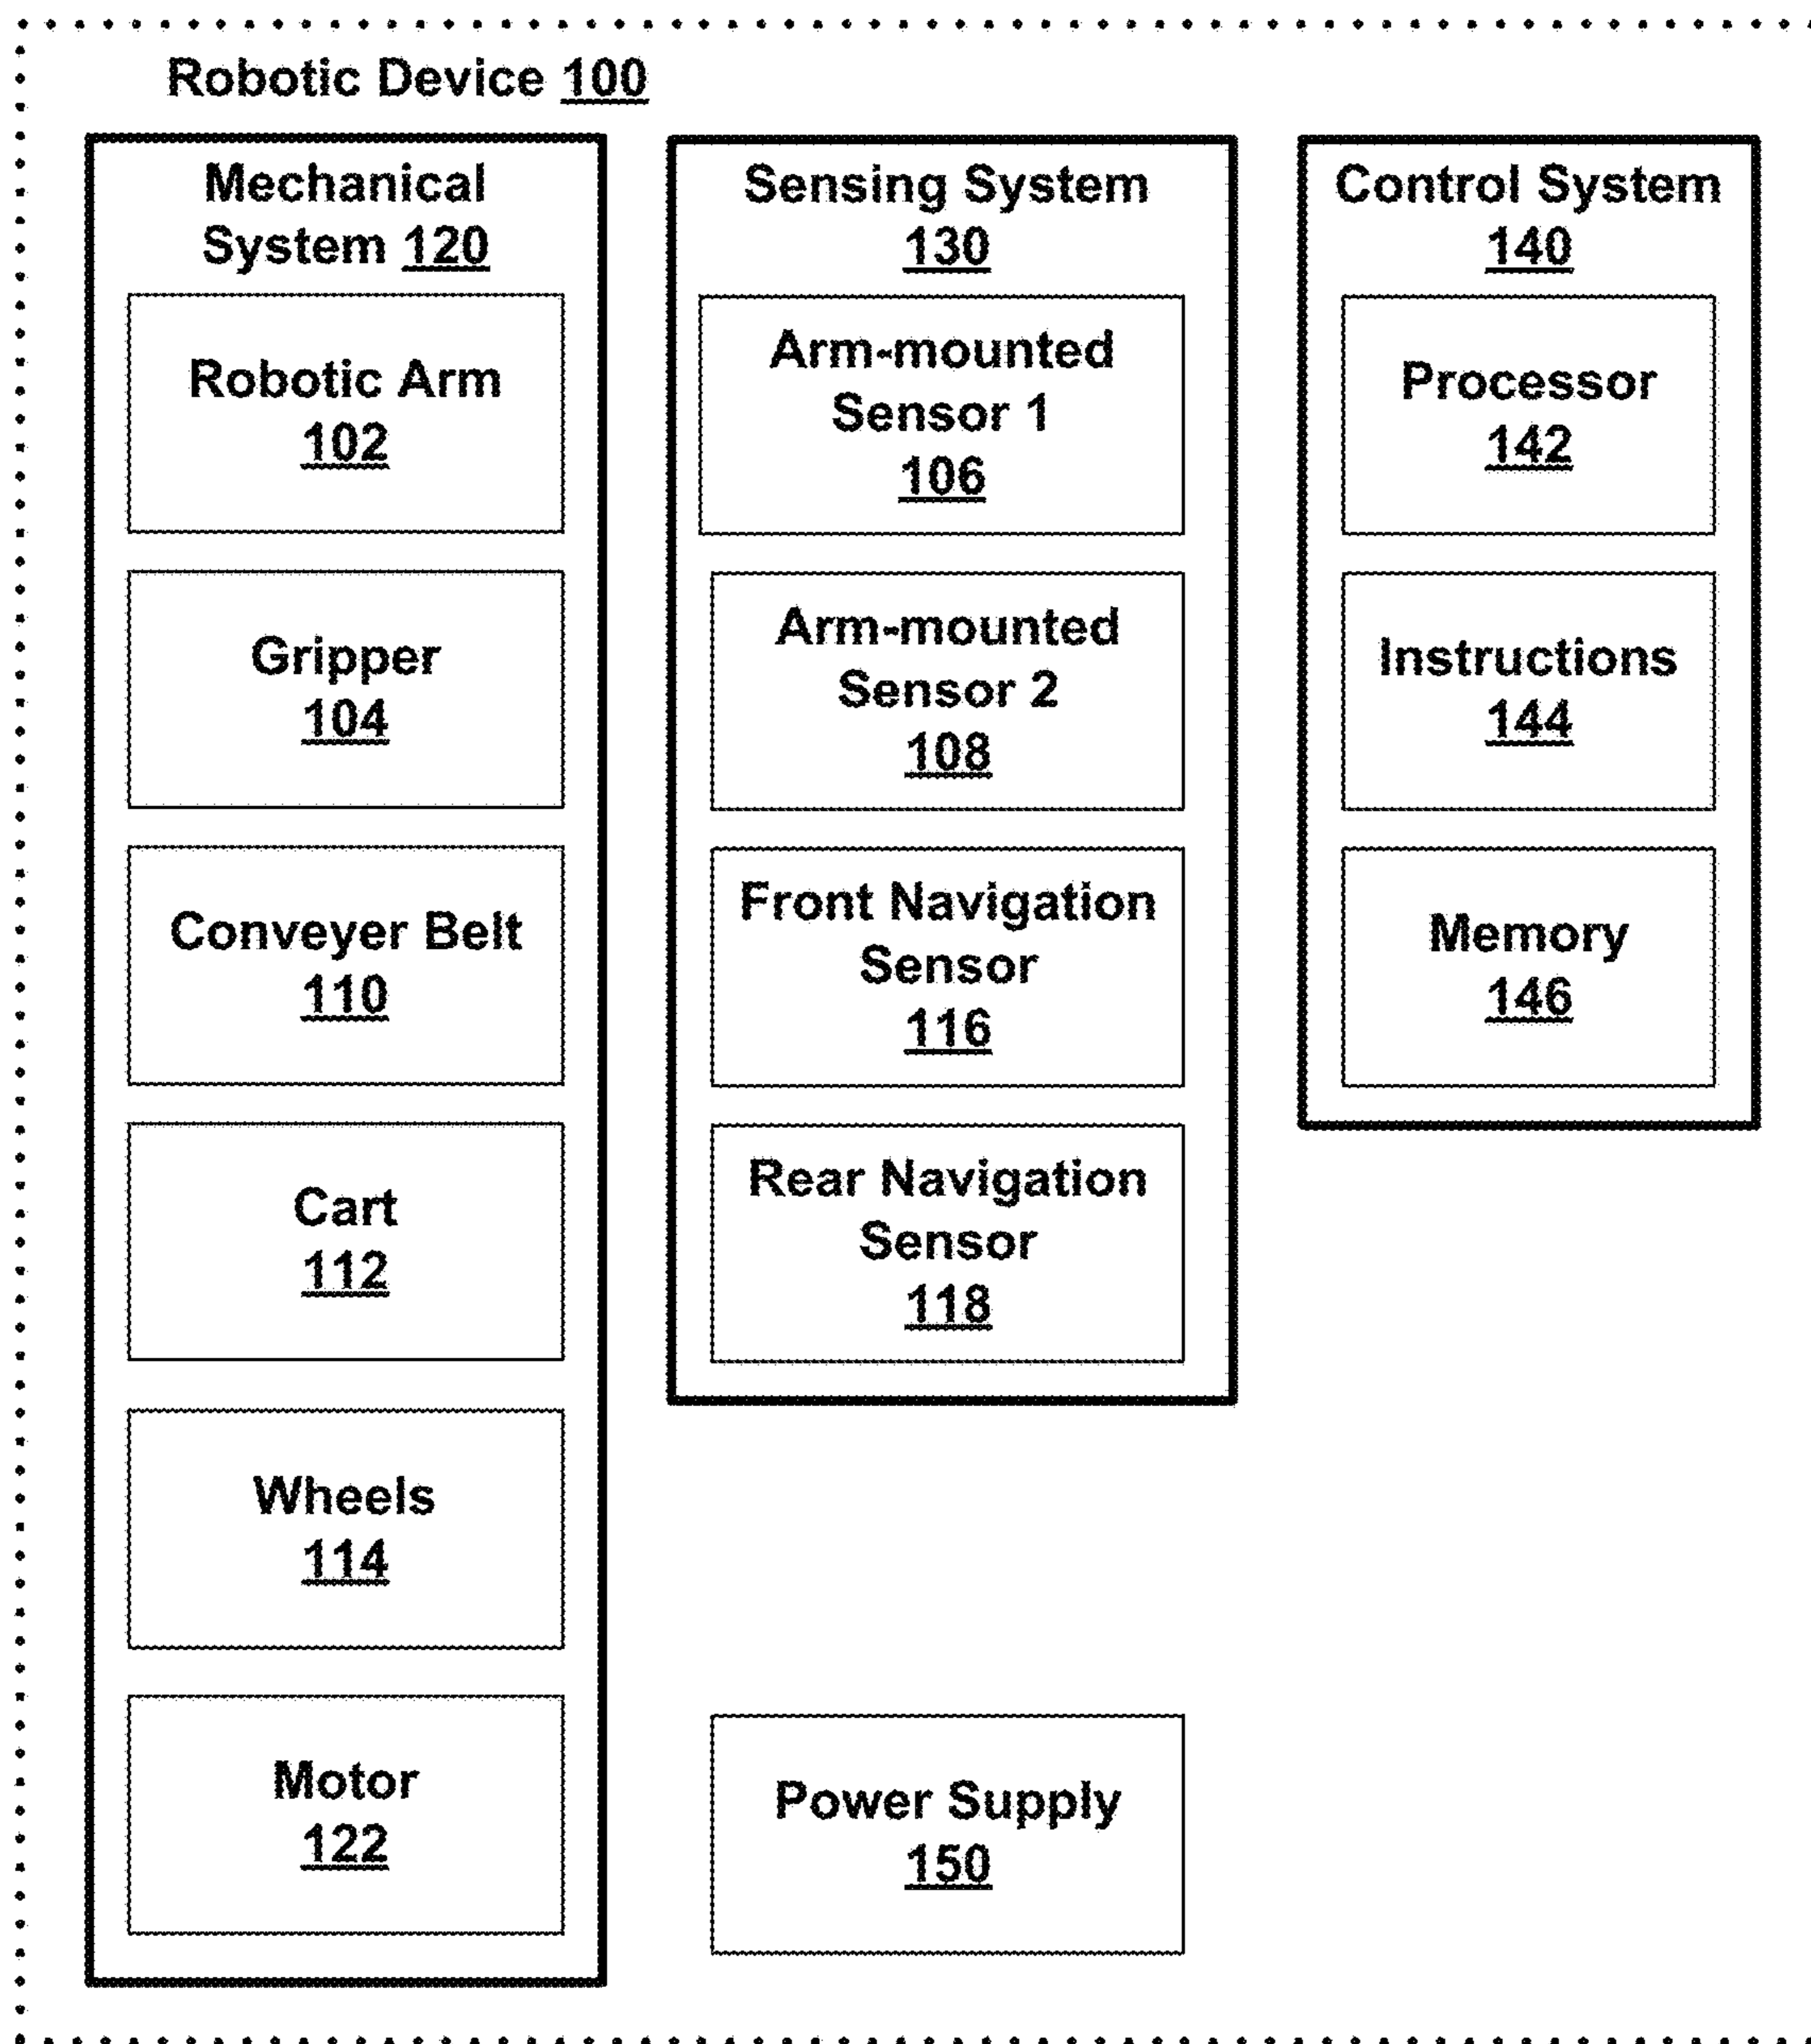 Robotic Device 100
Mechanical
System 120
Robotic Arm
102
Gripper
104
Conveyer Belt
110
Cart
112
Wheels
114
Motor
122
Sensing System
130
Arm-mounted
Sensor 1
106
Arm-mounted
Sensor 2
108
Front Navigation
Sensor
116
Rear Navigation
Sensor
118
Power Supply
150
Control System
140
Processor
142
Instructions
144
Memory
146